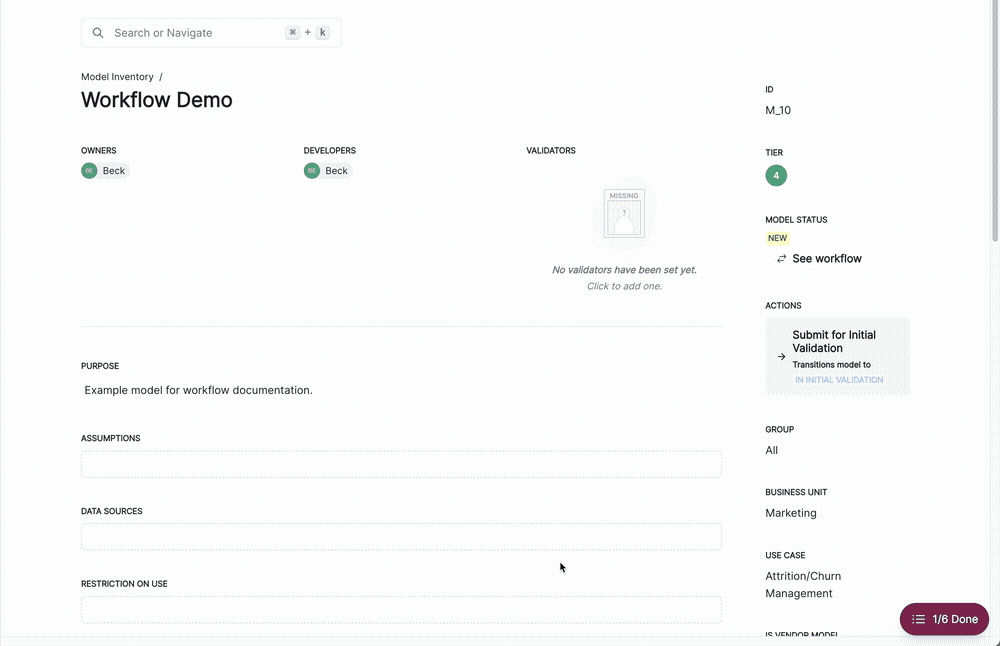 Search or Navigate ⌘ + k
Model Inventory /
Workflow Demo
OWNERS
BE Beck
DEVELOPERS
BE Beck
VALIDATORS
MISSING
?
No validators have been set yet.
Click to add one.
PURPOSE
Example model for workflow documentation.
ASSUMPTIONS
DATA SOURCES
RESTRICTION ON USE
ID
M_10
TIER
4
MODEL STATUS
NEW
See workflow
ACTIONS
Submit for Initial
Validation
Transitions model to
IN INITIAL VALIDATION
GROUP
All
BUSINESS UNIT
Marketing
USE CASE
Attrition/Churn
Management
IS VENDOR MODEL
1/6 Done